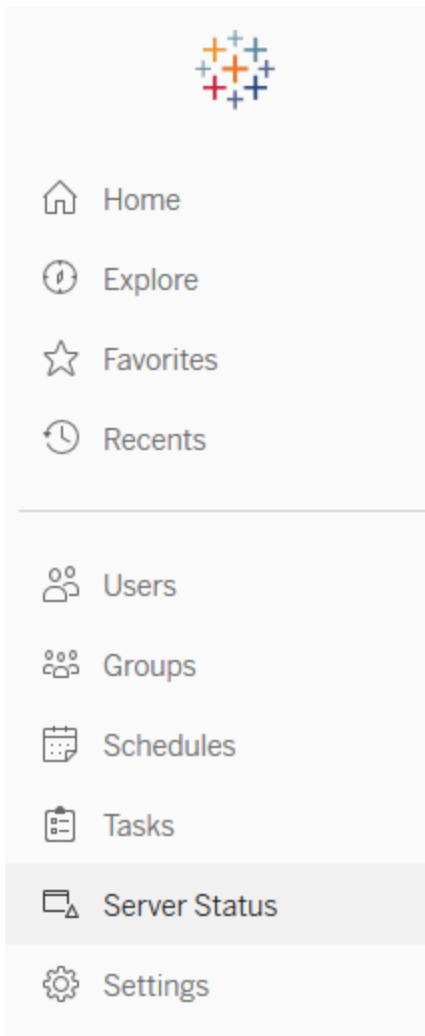 Home
Explore
Favorites
Recents
Users
Groups
Schedules
Tasks
Server Status
Settings